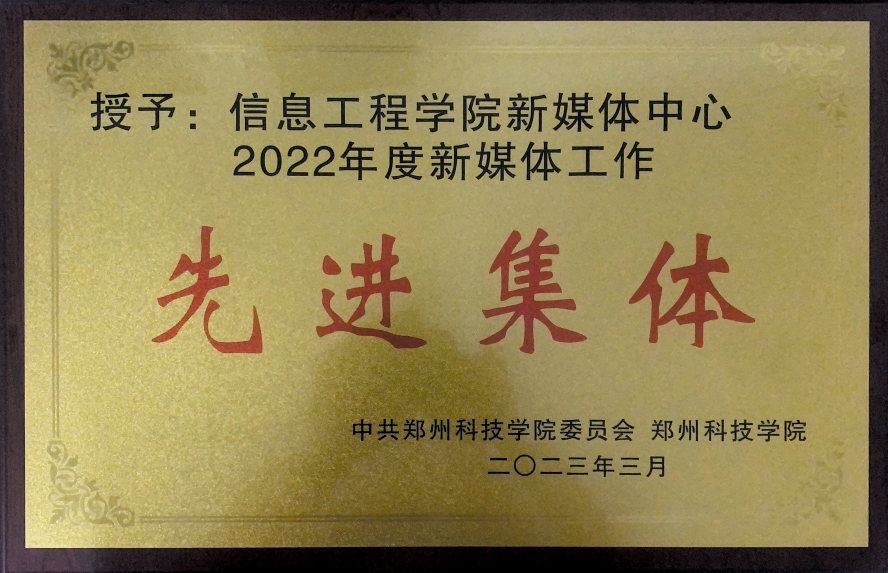 授予：信息工程学院新媒体中心
2022年度新媒体工作
先进集体
中共郑州科技学院委员会 郑州科技学院
二〇二三年三月